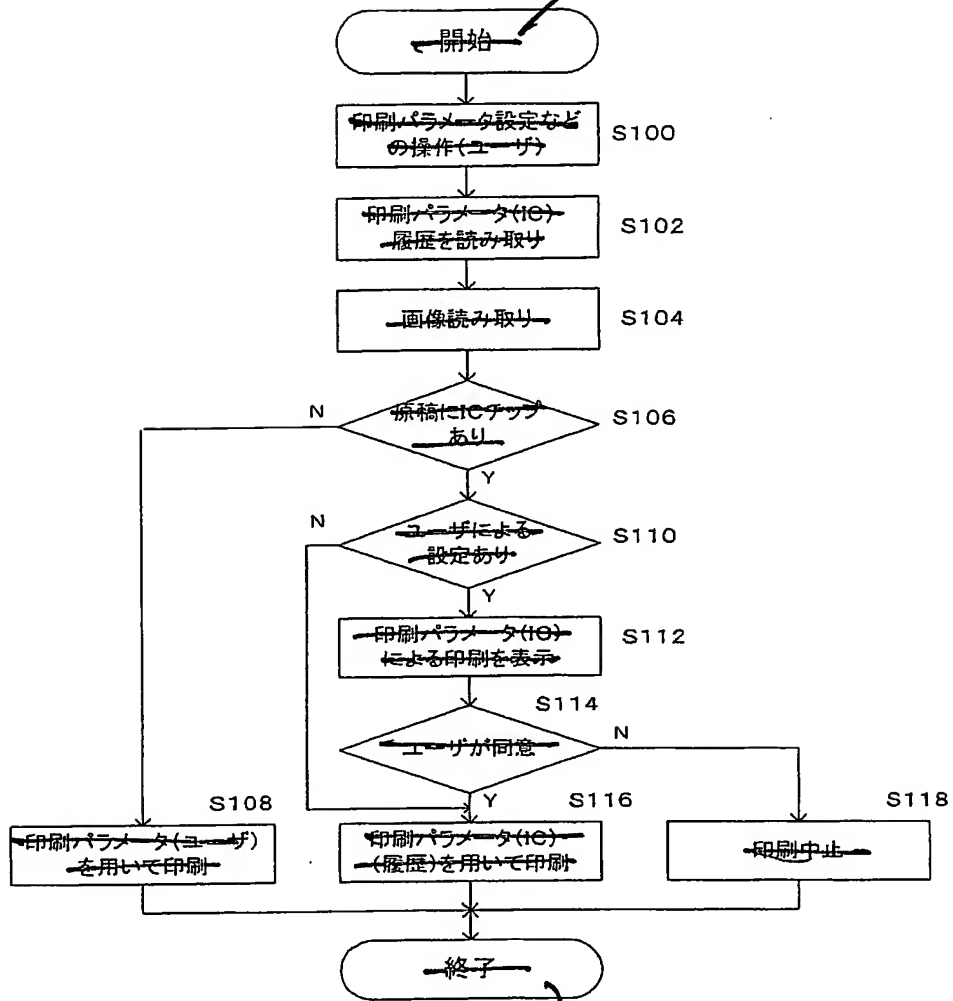 開始
印刷パラメータ設定など
の操作(ユーザ)
S100
印刷パラメータ(IC)
履歴を読み取り
S102
画像読み取り
S104
原稿にICチップ
あり
S106
N
Y
ユーザによる
設定あり
S110
N
Y
印刷パラメータ(IC)
による印刷を表示
S112
S114
ユーザが同意
N
Y
S108
印刷パラメータ(ユーザ)
を用いて印刷
S116
印刷パラメータ(IC)
(履歴)を用いて印刷
S118
印刷中止
終了